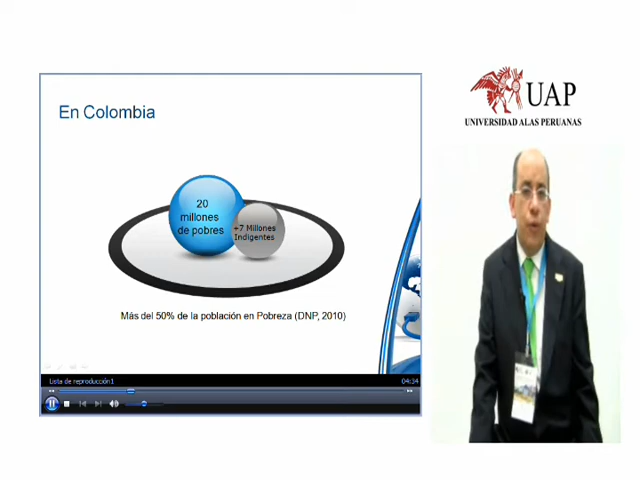 En Colombia
20
millones
de pobres
+7 Millones
Indigentes
Más del 50% de la población en Pobreza (DNP, 2010)
Lista de reproducción1
04:34
UAP
UNIVERSIDAD ALAS PERUANAS